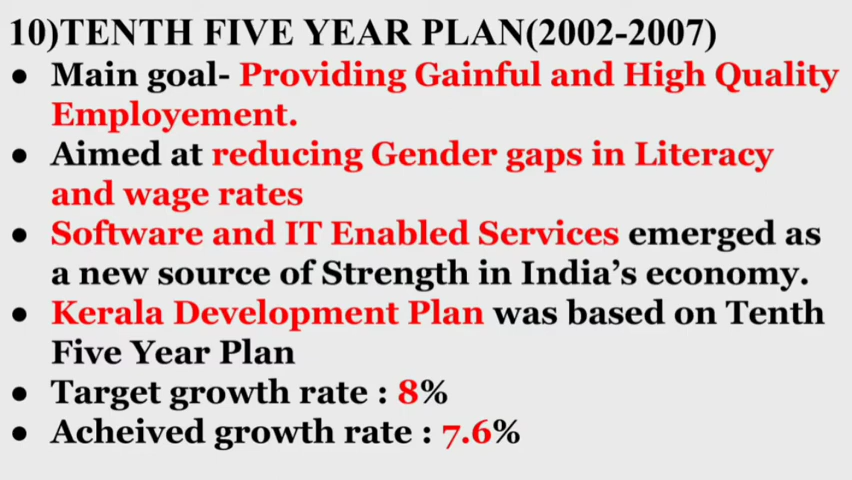 10)TENTH FIVE YEAR PLAN(2002-2007)
● Main goal- Providing Gainful and High Quality
Employement.
● Aimed at reducing Gender gaps in Literacy
and wage rates
● Software and IT Enabled Services emerged as
a new source of Strength in India's economy.
● Kerala Development Plan was based on Tenth
Five Year Plan
● Target growth rate : 8%
● Acheived growth rate : 7.6%